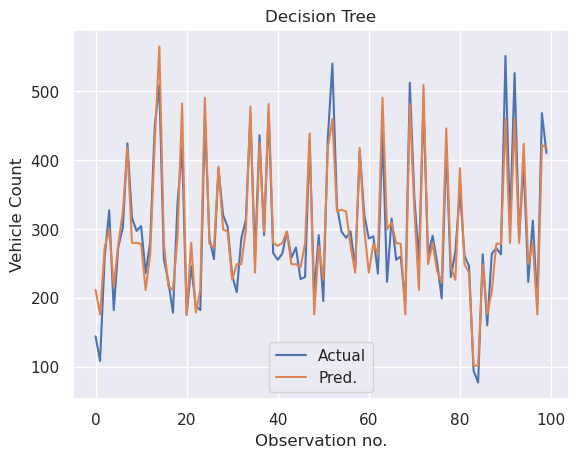 Decision Tree
Vehicle Count
500
400
300
200
100
Actual
Pred.
0 20 40 60 80 100
Observation no.